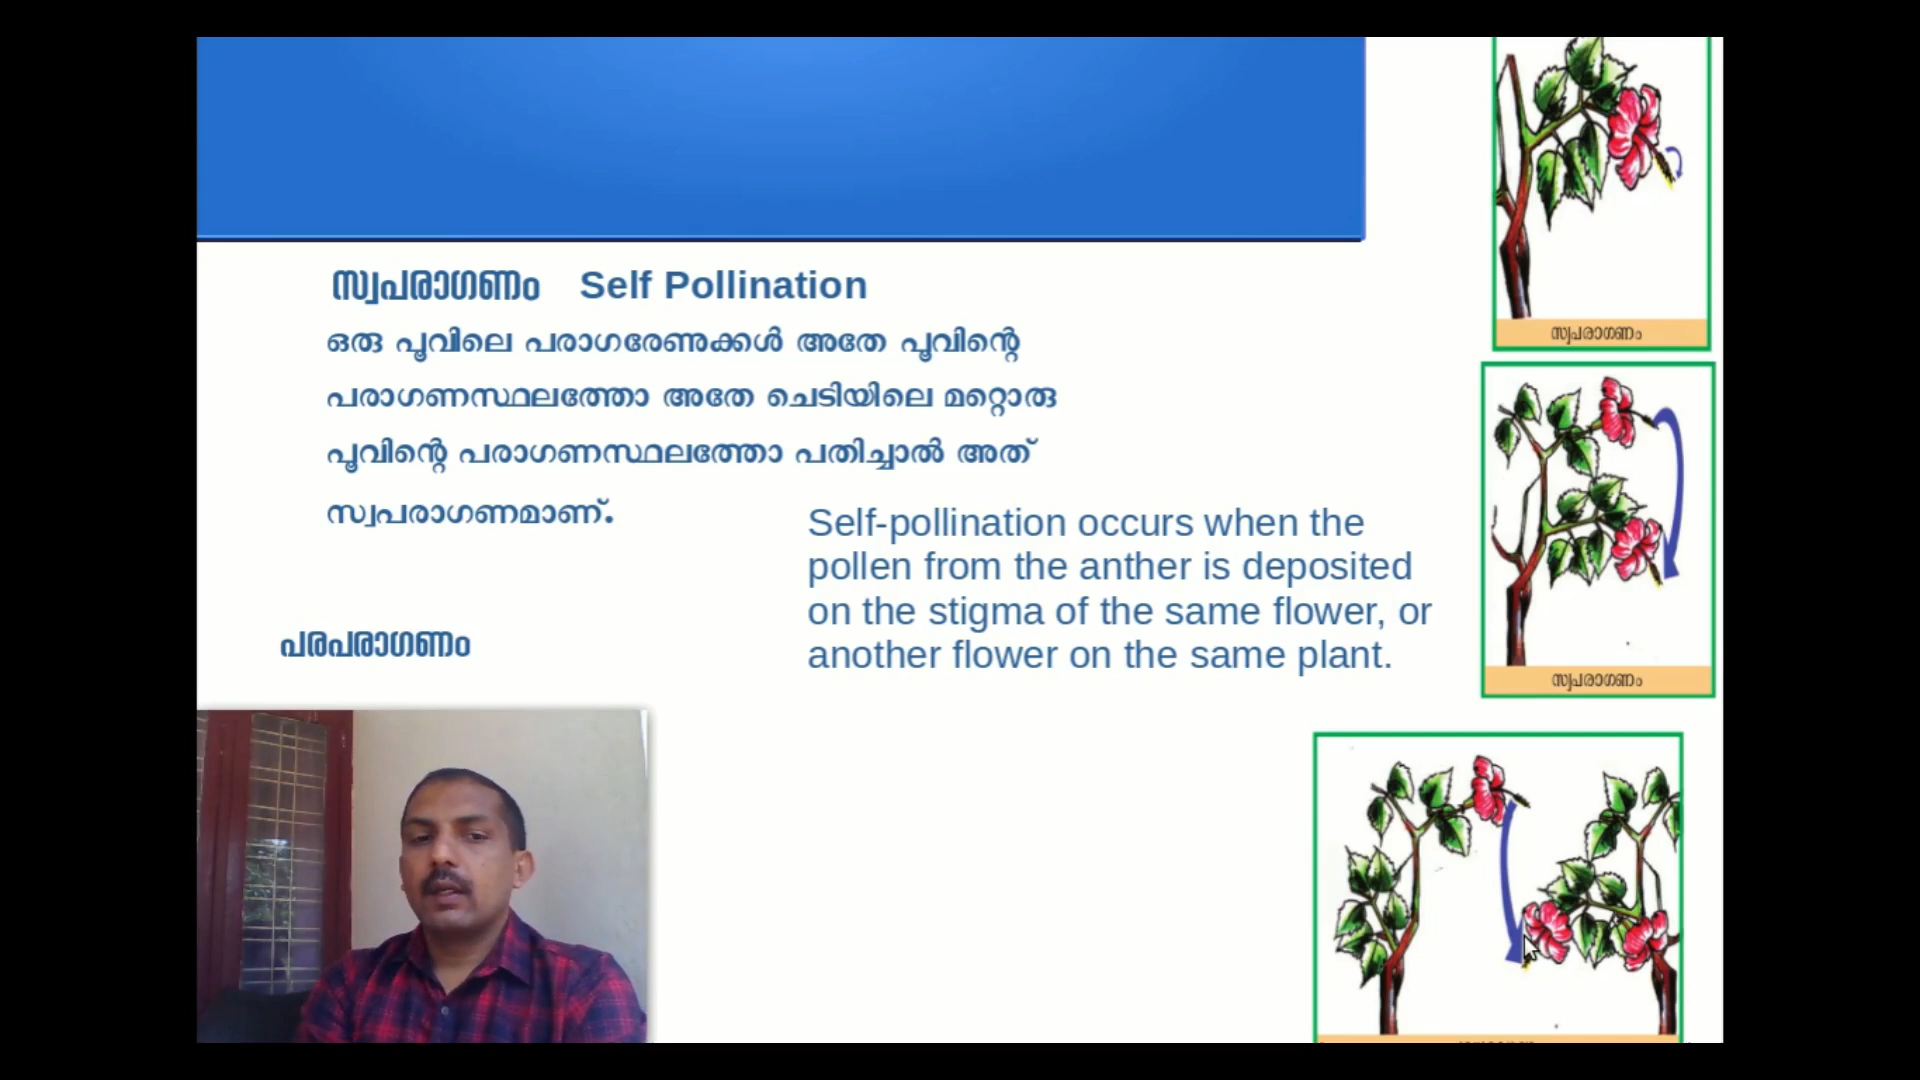 സ്വപരാഗണം Self Pollination
ഒരു പൂവിലെ പരാഗരേണുക്കൾ അതേ പൂവിന്റെ
പരാഗണസ്ഥലത്തോ അതേ ചെടിയിലെ മറ്റൊരു
പൂവിന്റെ പരാഗണസ്ഥലത്തോ പതിച്ചാൽ അത്
സ്വപരാഗണമാണ്.
Self-pollination occurs when the
pollen from the anther is deposited
on the stigma of the same flower, or
another flower on the same plant.
പരപരാഗണം
സ്വപരാഗണം
സ്വപരാഗണം